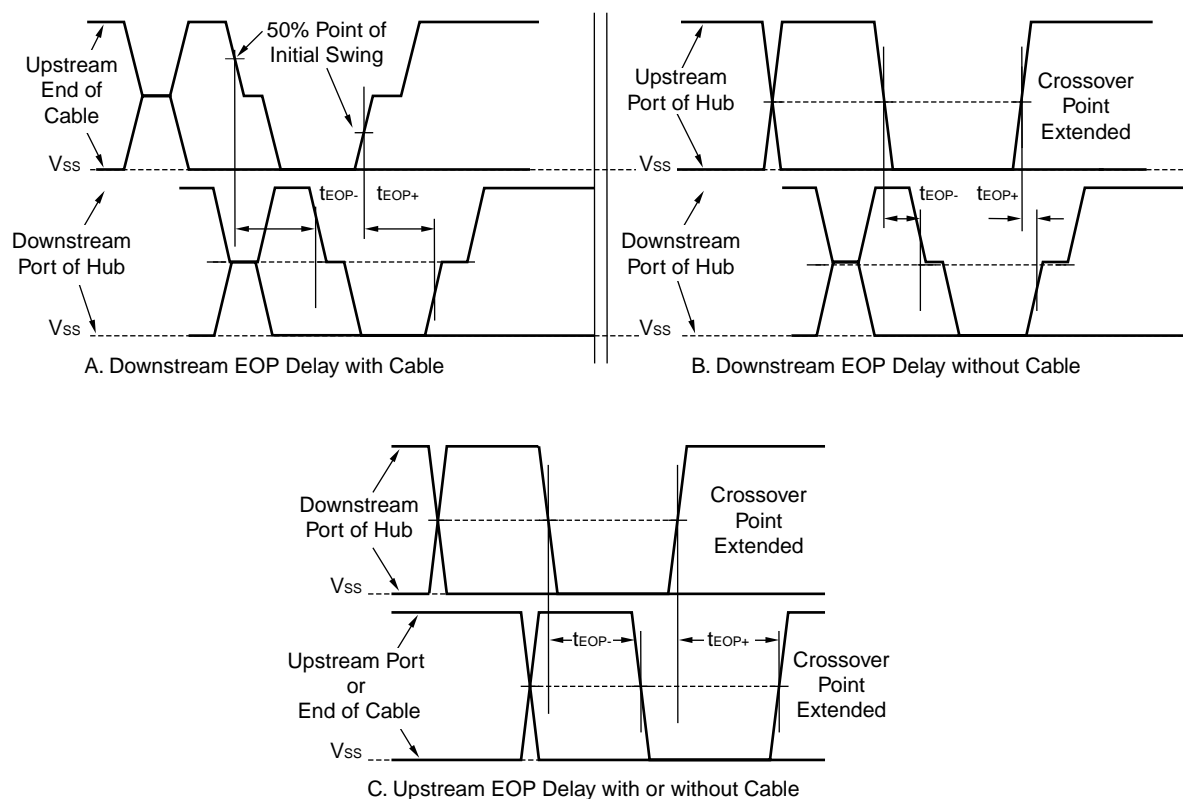 50% Point of
Initial Swing
Upstream
End of
Cable
VSS
tEOP-
tEOP+
Downstream
Port of Hub
VSS
A. Downstream EOP Delay with Cable
Upstream
Port of Hub
Crossover
Point
Extended
VSS
tEOP-
tEOP+
Downstream
Port of Hub
VSS
B. Downstream EOP Delay without Cable
Downstream
Port of Hub
Crossover
Point
Extended
VSS
tEOP-
tEOP+
Upstream Port
or
End of Cable
Crossover
Point
Extended
VSS
C. Upstream EOP Delay with or without Cable